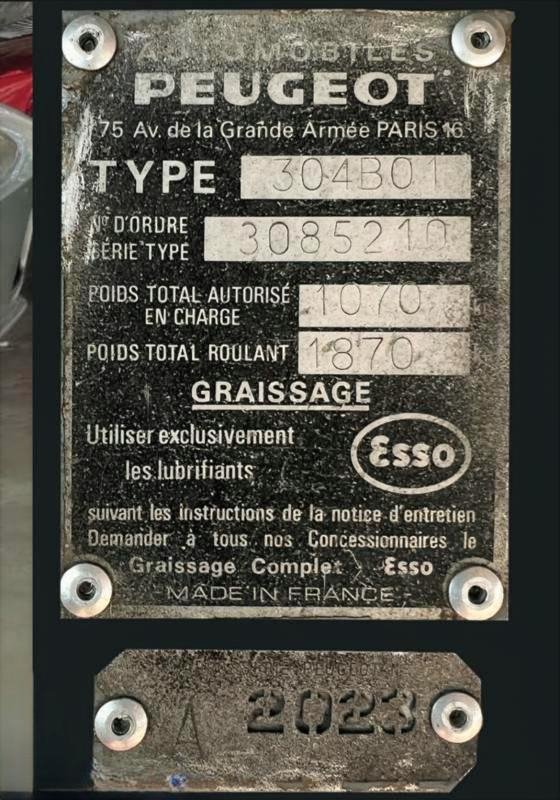 AUTOMOBILES
PEUGEOT
75 Av. de la Grande Armée PARIS 16
TYPE 304B01
Nº D'ORDRE
SÉRIE TYPE 3085210
POIDS TOTAL AUTORISÉ
EN CHARGE 1070
POIDS TOTAL ROULANT 1870
GRAISSAGE
Utiliser exclusivement
les lubrifiants Esso
suivant les instructions de la notice d'entretien
Demander à tous nos Concessionnaires le
Graissage Complet Esso
- MADE IN FRANCE -
PEUGEOT
A 2023